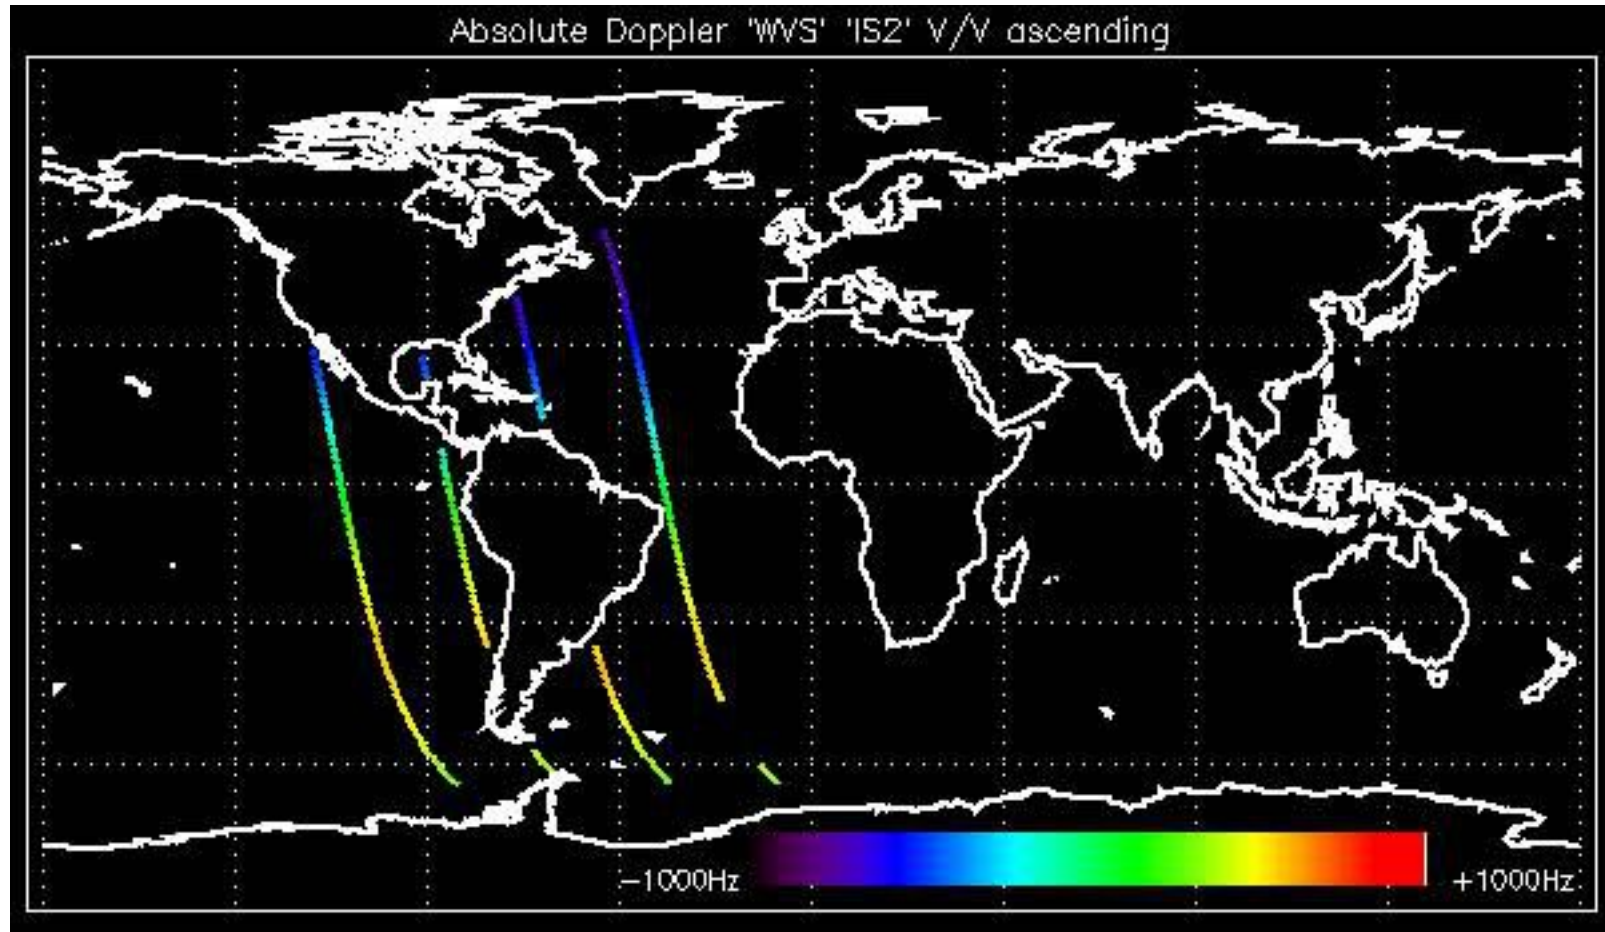 Absolute Doppler 'WVS' 'IS2' V/V ascending
−1000Hz +1000Hz